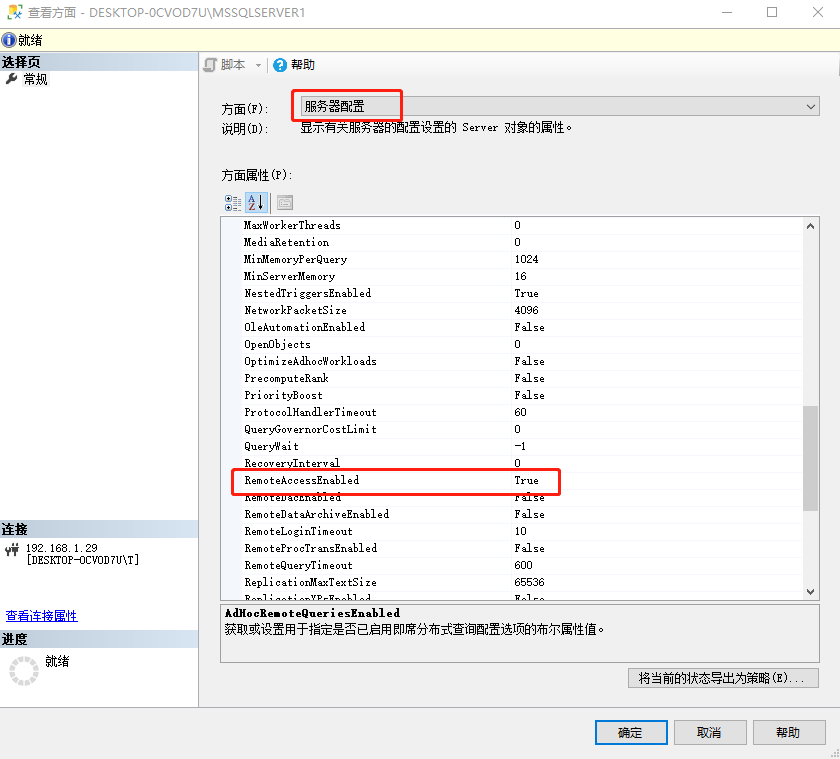 查看方面 - DESKTOP-0CVOD7U\MSSQLSERVER1
就绪
选择页
常规
脚本
帮助
方面(F):
服务器配置
说明(D):
显示有关服务器的配置设置的 Server 对象的属性。
方面属性(P):
MaxWorkerThreads 0
MediaRetention 0
MinMemoryPerQuery 1024
MinServerMemory 16
NestedTriggersEnabled True
NetworkPacketSize 4096
OleAutomationEnabled False
OpenObjects 0
OptimizeAdhocWorkloads False
PrecomputeRank False
PriorityBoost False
ProtocolHandlerTimeout 60
QueryGovernorCostLimit 0
QueryWait -1
RecoveryInterval 0
RemoteAccessEnabled True
RemoteDacEnabled False
RemoteDataArchiveEnabled False
RemoteLoginTimeout 10
RemoteProcTransEnabled False
RemoteQueryTimeout 600
ReplicationMaxTextSize 65536
ReplicationXPsEnabled False
AdHocRemoteQueriesEnabled
获取或设置用于指定是否已启用即席分布式查询配置选项的布尔属性值。
将当前的状态导出为策略(E)...
连接
192.168.1.29
[DESKTOP-0CVOD7U\T]
查看连接属性
进度
就绪
确定
取消
帮助